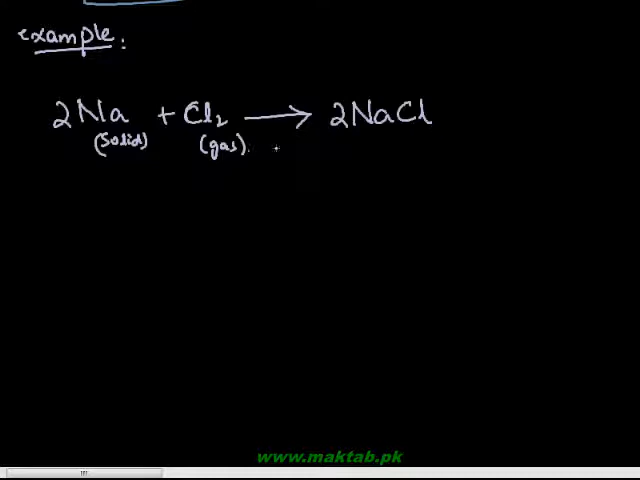 example:
2Na + Cl₂ ⟶ 2NaCl
(Solid) (gas).
www.maktab.pk